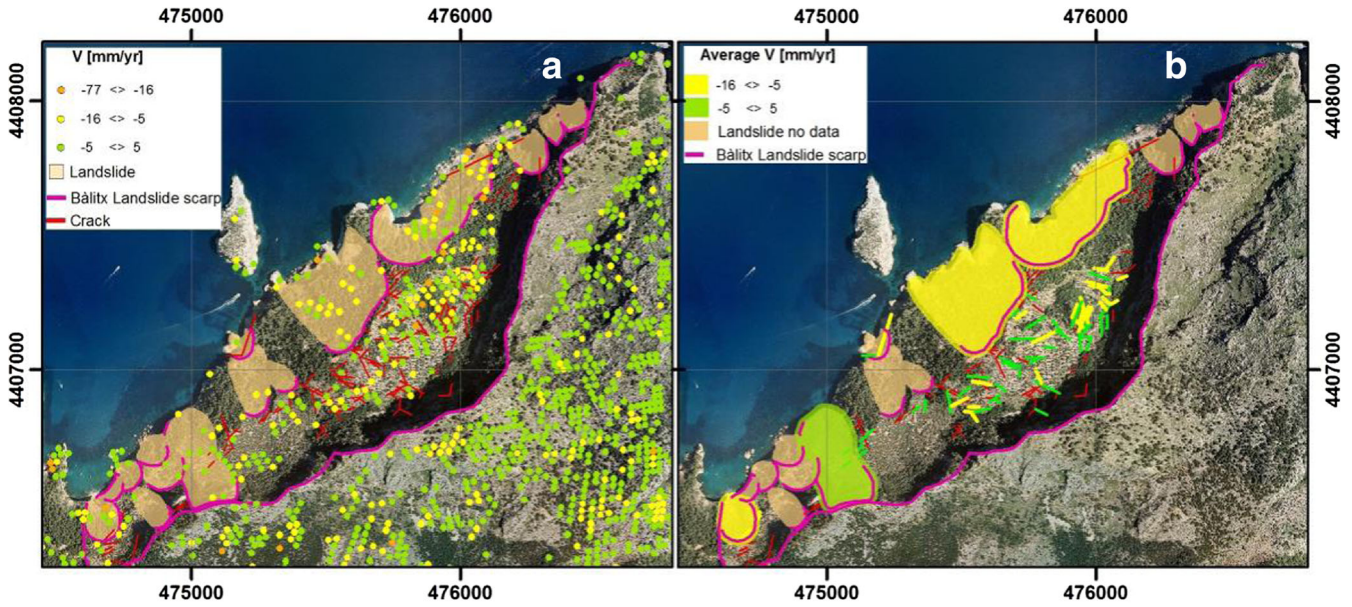 475000 476000 475000 476000
4408000
4407000
V [mm/yr]
-77 <> -16
-16 <> -5
-5 <> 5
Landslide
Bàlitx Landslide scarp
Crack
a
Average V [mm/yr]
-16 <> -5
-5 <> 5
Landslide no data
Bàlitx Landslide scarp
b
4408000
4407000
475000 476000 475000 476000